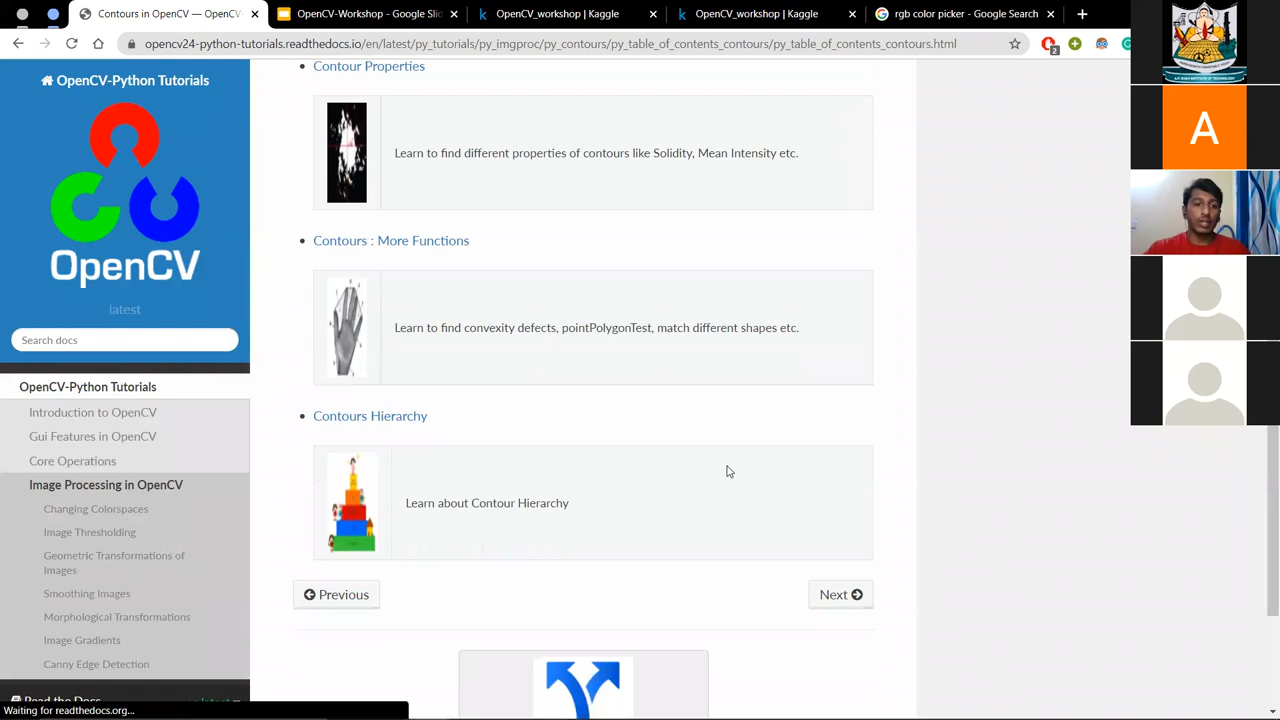 Contours in OpenCV — OpenCV
OpenCV-Workshop - Google Slid
OpenCV_workshop | Kaggle
OpenCV_workshop | Kaggle
rgb color picker - Google Search
opencv24-python-tutorials.readthedocs.io/en/latest/py_tutorials/py_imgproc/py_contours/py_table_of_contents_contours/py_table_of_contents_contours.html
2
OpenCV-Python Tutorials
OpenCV
latest
Search docs
OpenCV-Python Tutorials
Introduction to OpenCV
Gui Features in OpenCV
Core Operations
Image Processing in OpenCV
Changing Colorspaces
Image Thresholding
Geometric Transformations of
Images
Smoothing Images
Morphological Transformations
Image Gradients
Canny Edge Detection
Read the Docs
Waiting for readthedocs.org...
Contour Properties
Learn to find different properties of contours like Solidity, Mean Intensity etc.
Contours : More Functions
Learn to find convexity defects, pointPolygonTest, match different shapes etc.
Contours Hierarchy
Learn about Contour Hierarchy
Previous
Next
A